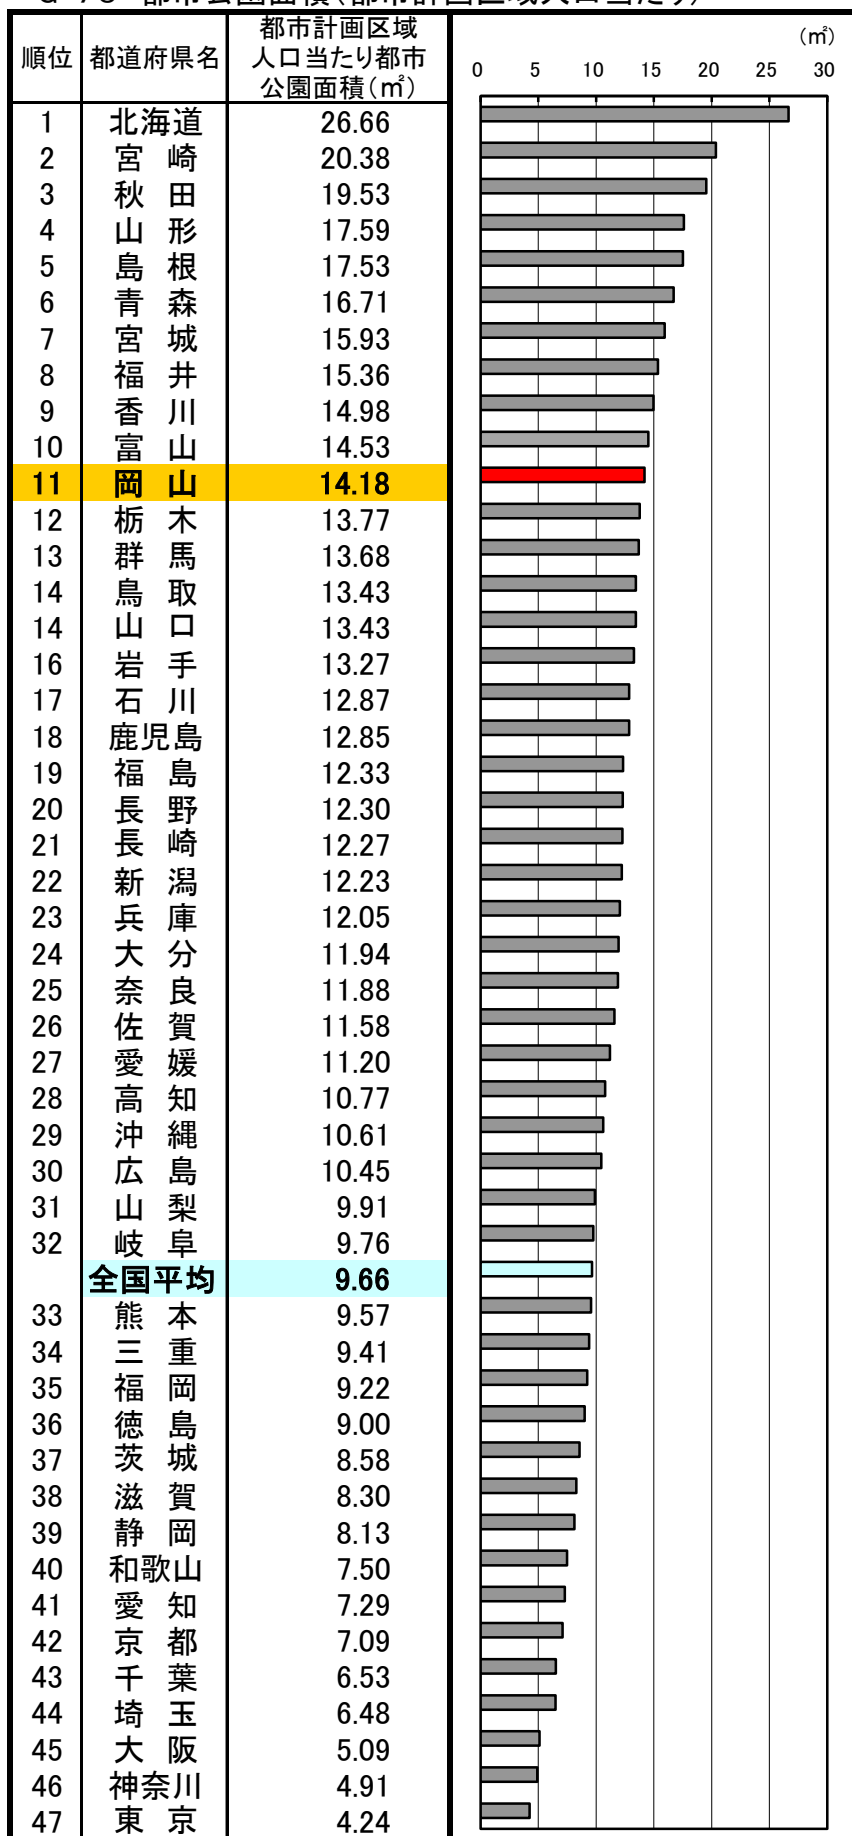 順位 都道府県名 都市計画区域人口当たり都市公園面積(㎡)
(㎡)
0 5 10 15 20 25 30
1 北海道 26.66
2 宮崎 20.38
3 秋田 19.53
4 山形 17.59
5 島根 17.53
6 青森 16.71
7 宮城 15.93
8 福井 15.36
9 香川 14.98
10 富山 14.53
11 岡山 14.18
12 栃木 13.77
13 群馬 13.68
14 鳥取 13.43
14 山口 13.43
16 岩手 13.27
17 石川 12.87
18 鹿児島 12.85
19 福島 12.33
20 長野 12.30
21 長崎 12.27
22 新潟 12.23
23 兵庫 12.05
24 大分 11.94
25 奈良 11.88
26 佐賀 11.58
27 愛媛 11.20
28 高知 10.77
29 沖縄 10.61
30 広島 10.45
31 山梨 9.91
32 岐阜 9.76
全国平均 9.66
33 熊本 9.57
34 三重 9.41
35 福岡 9.22
36 徳島 9.00
37 茨城 8.58
38 滋賀 8.30
39 静岡 8.13
40 和歌山 7.50
41 愛知 7.29
42 京都 7.09
43 千葉 6.53
44 埼玉 6.48
45 大阪 5.09
46 神奈川 4.91
47 東京 4.24